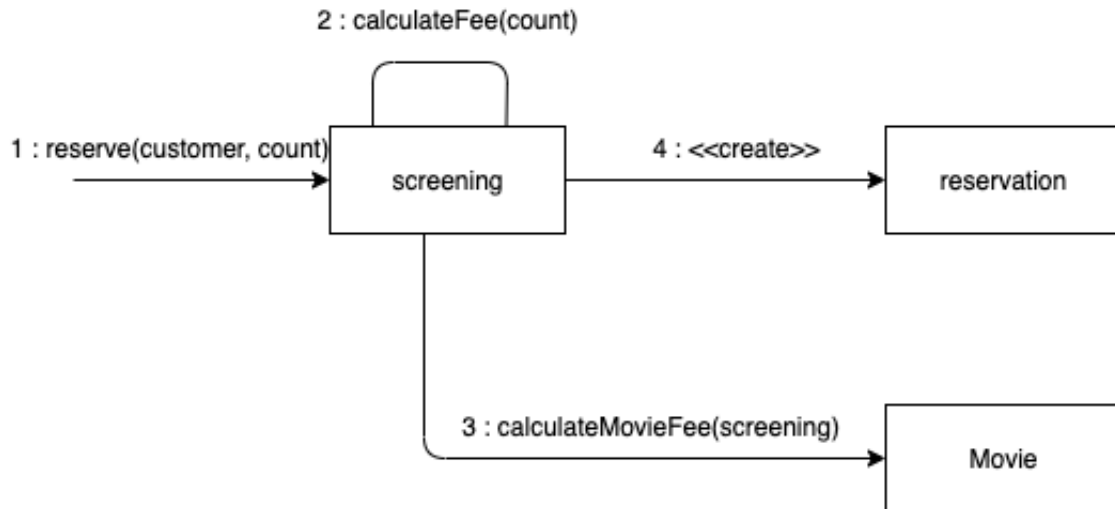 2 : calculateFee(count)
1 : reserve(customer, count)
4 : <<create>>
screening
reservation
3 : calculateMovieFee(screening)
Movie